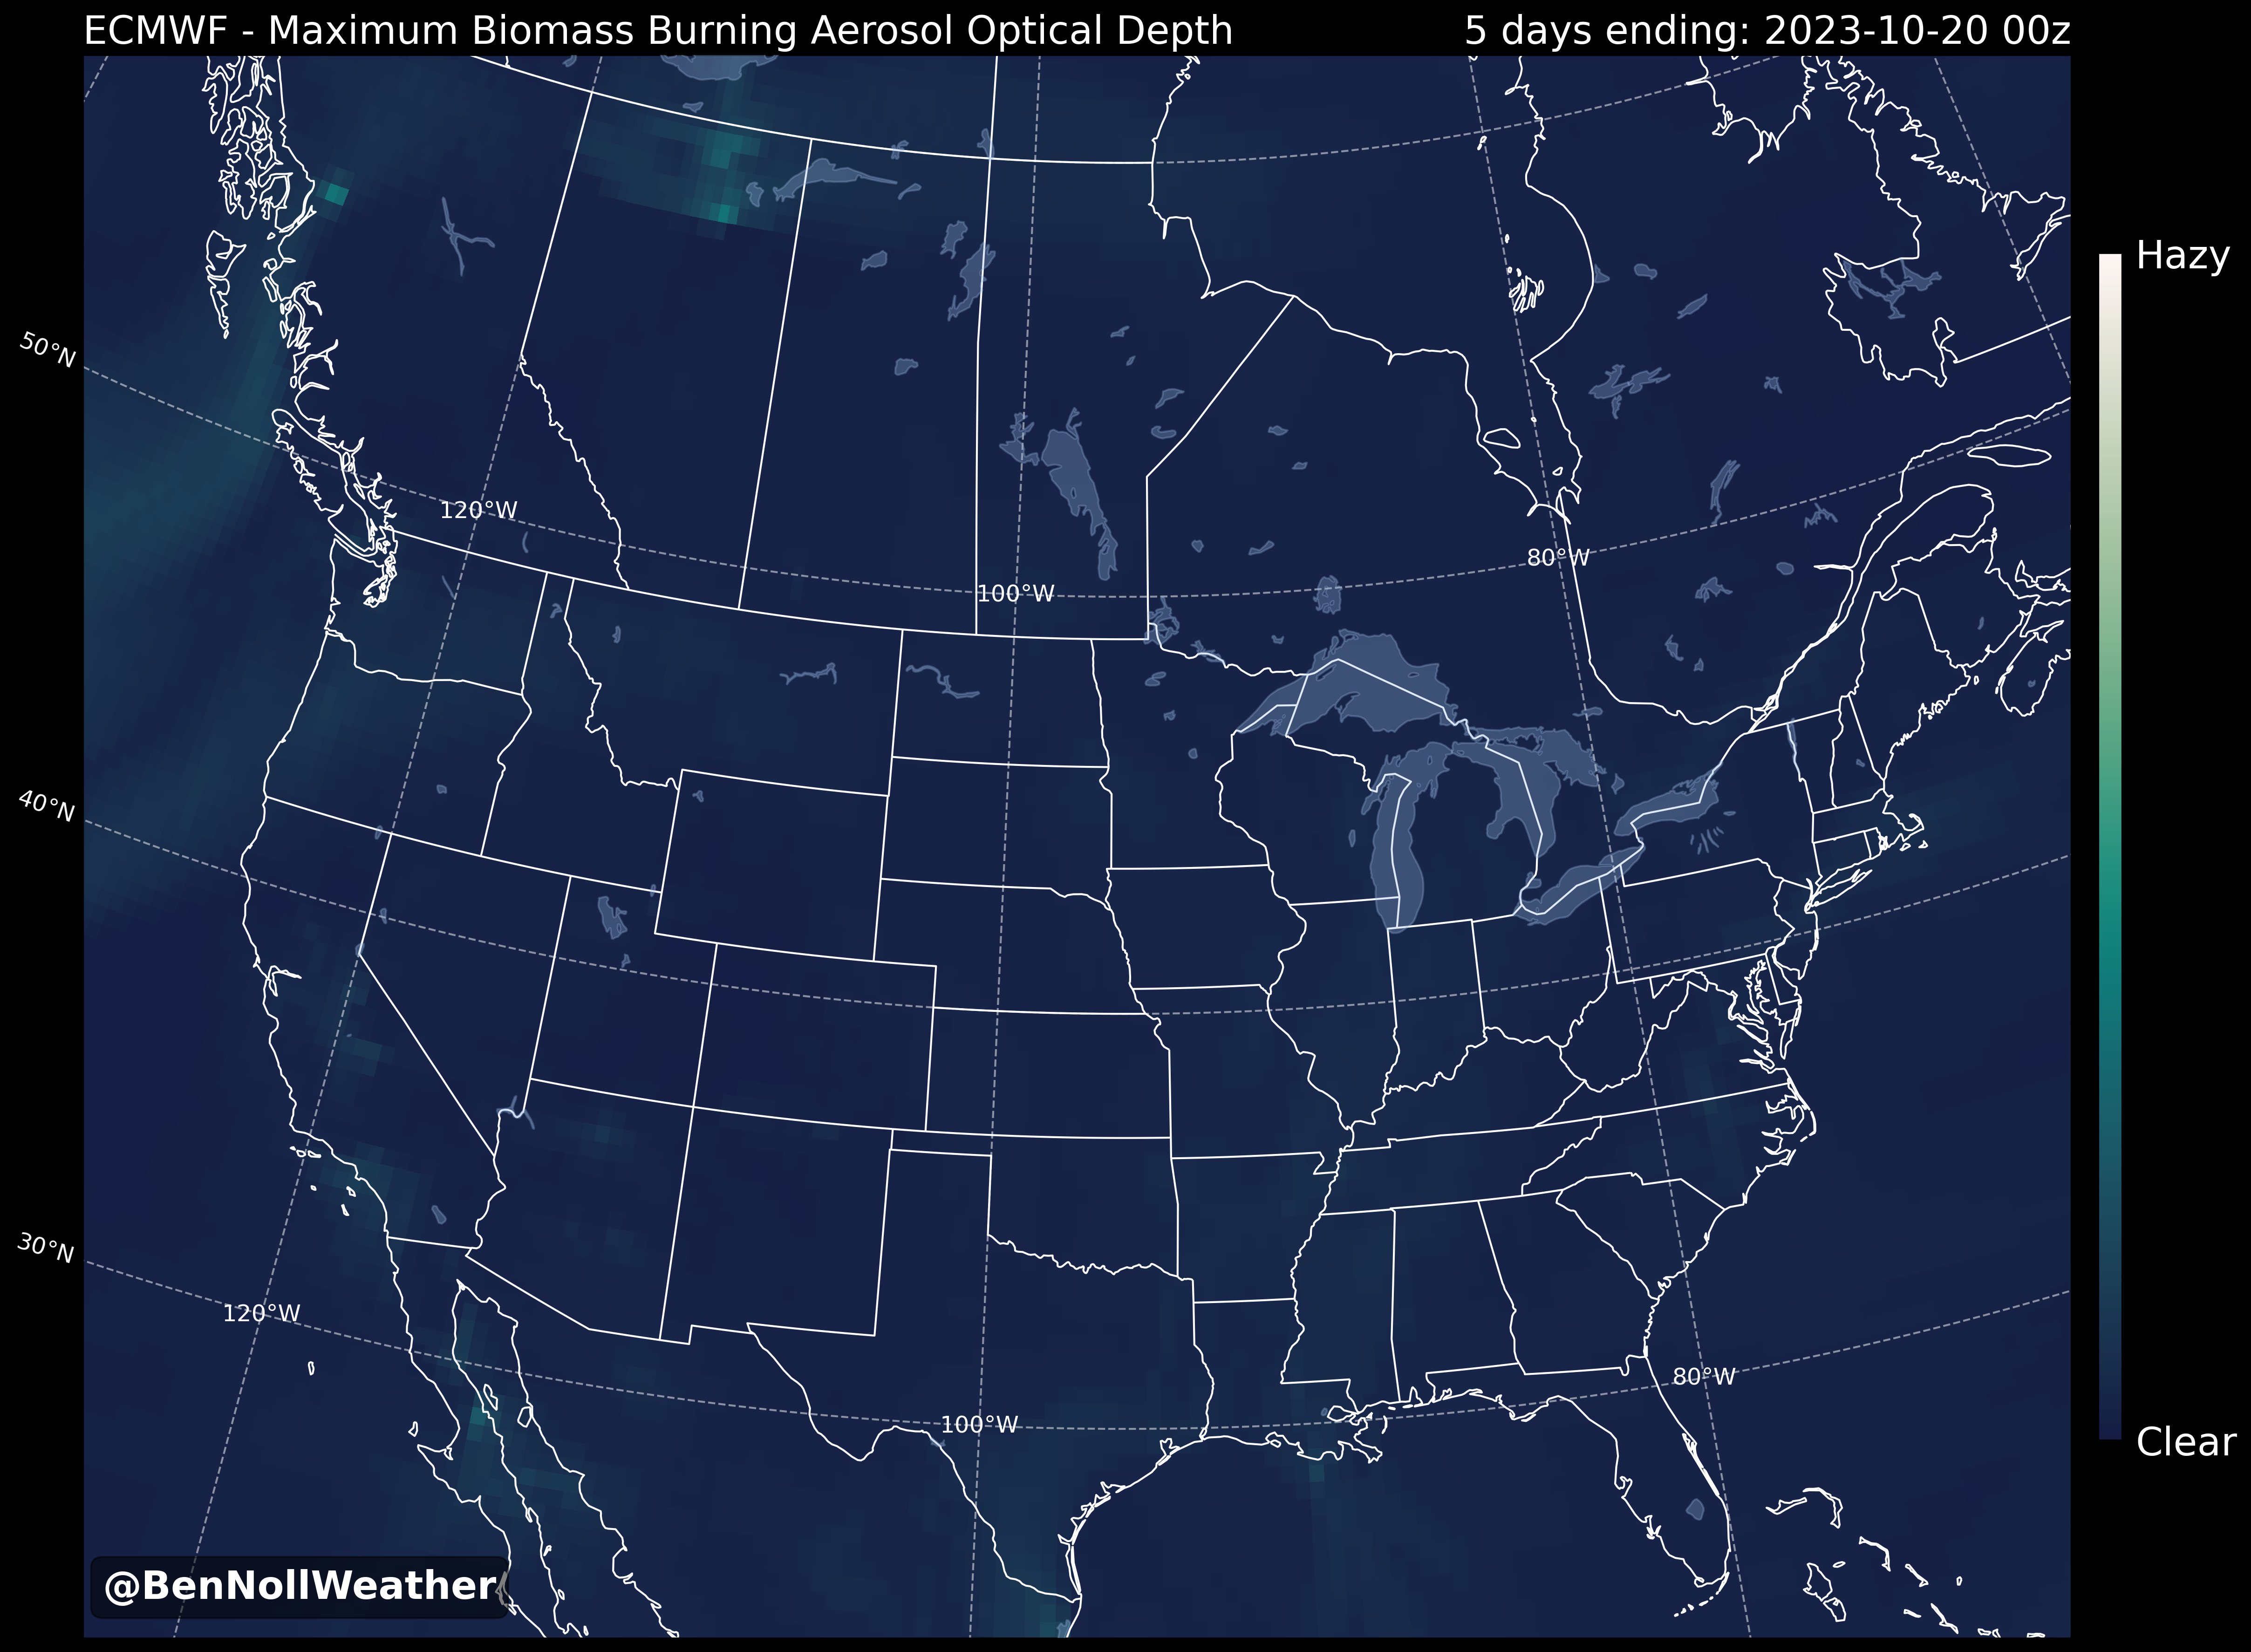 ECMWF - Maximum Biomass Burning Aerosol Optical Depth
5 days ending: 2023-10-20 00z
Hazy
50°N
120°W
100°W
80°W
40°N
30°N
120°W
80°W
100°W
Clear
@BenNollWeather